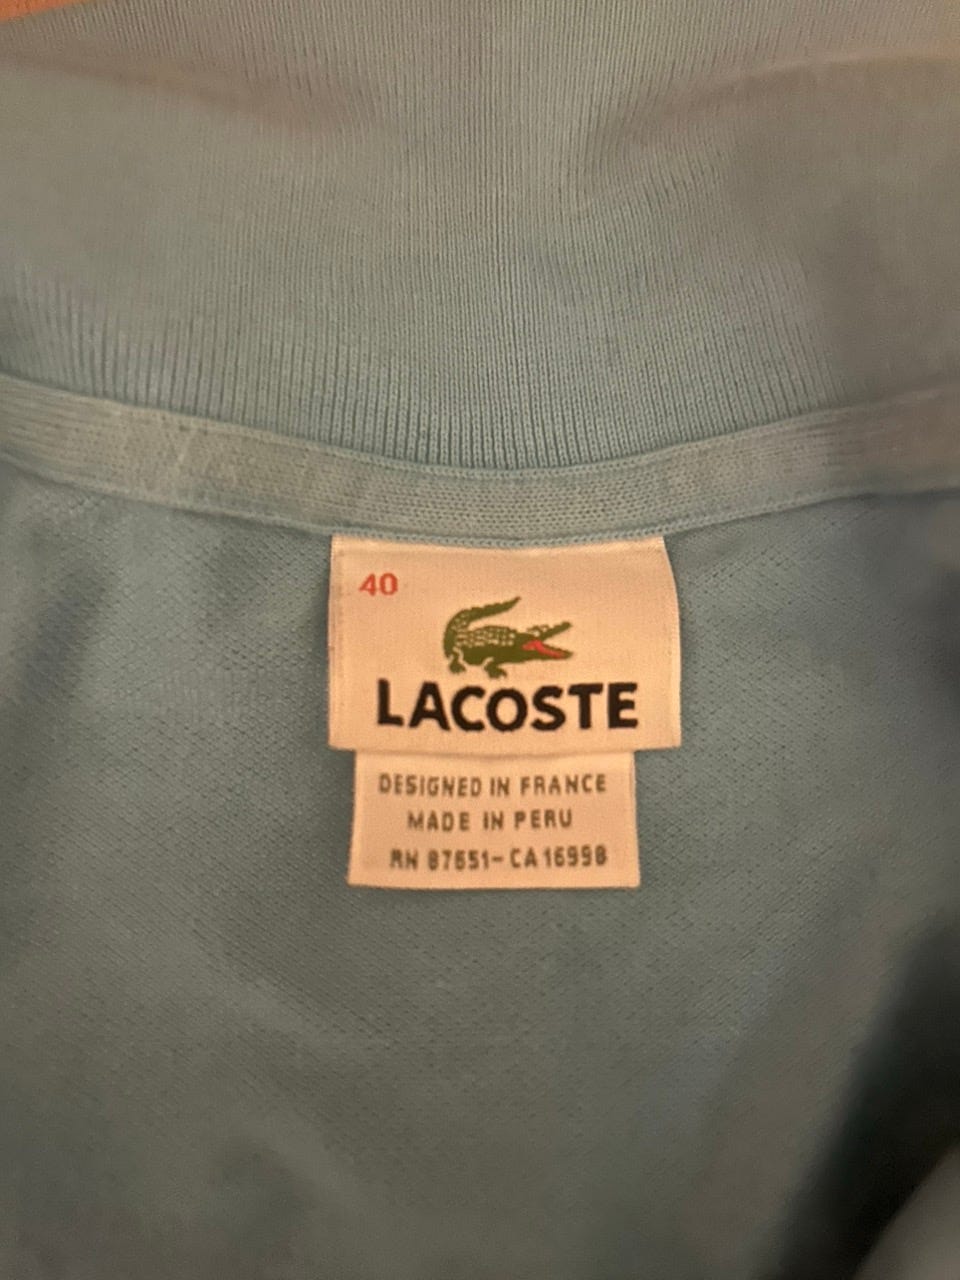 40
LACOSTE
DESIGNED IN FRANCE
MADE IN PERU
RN 87651-CA 16998